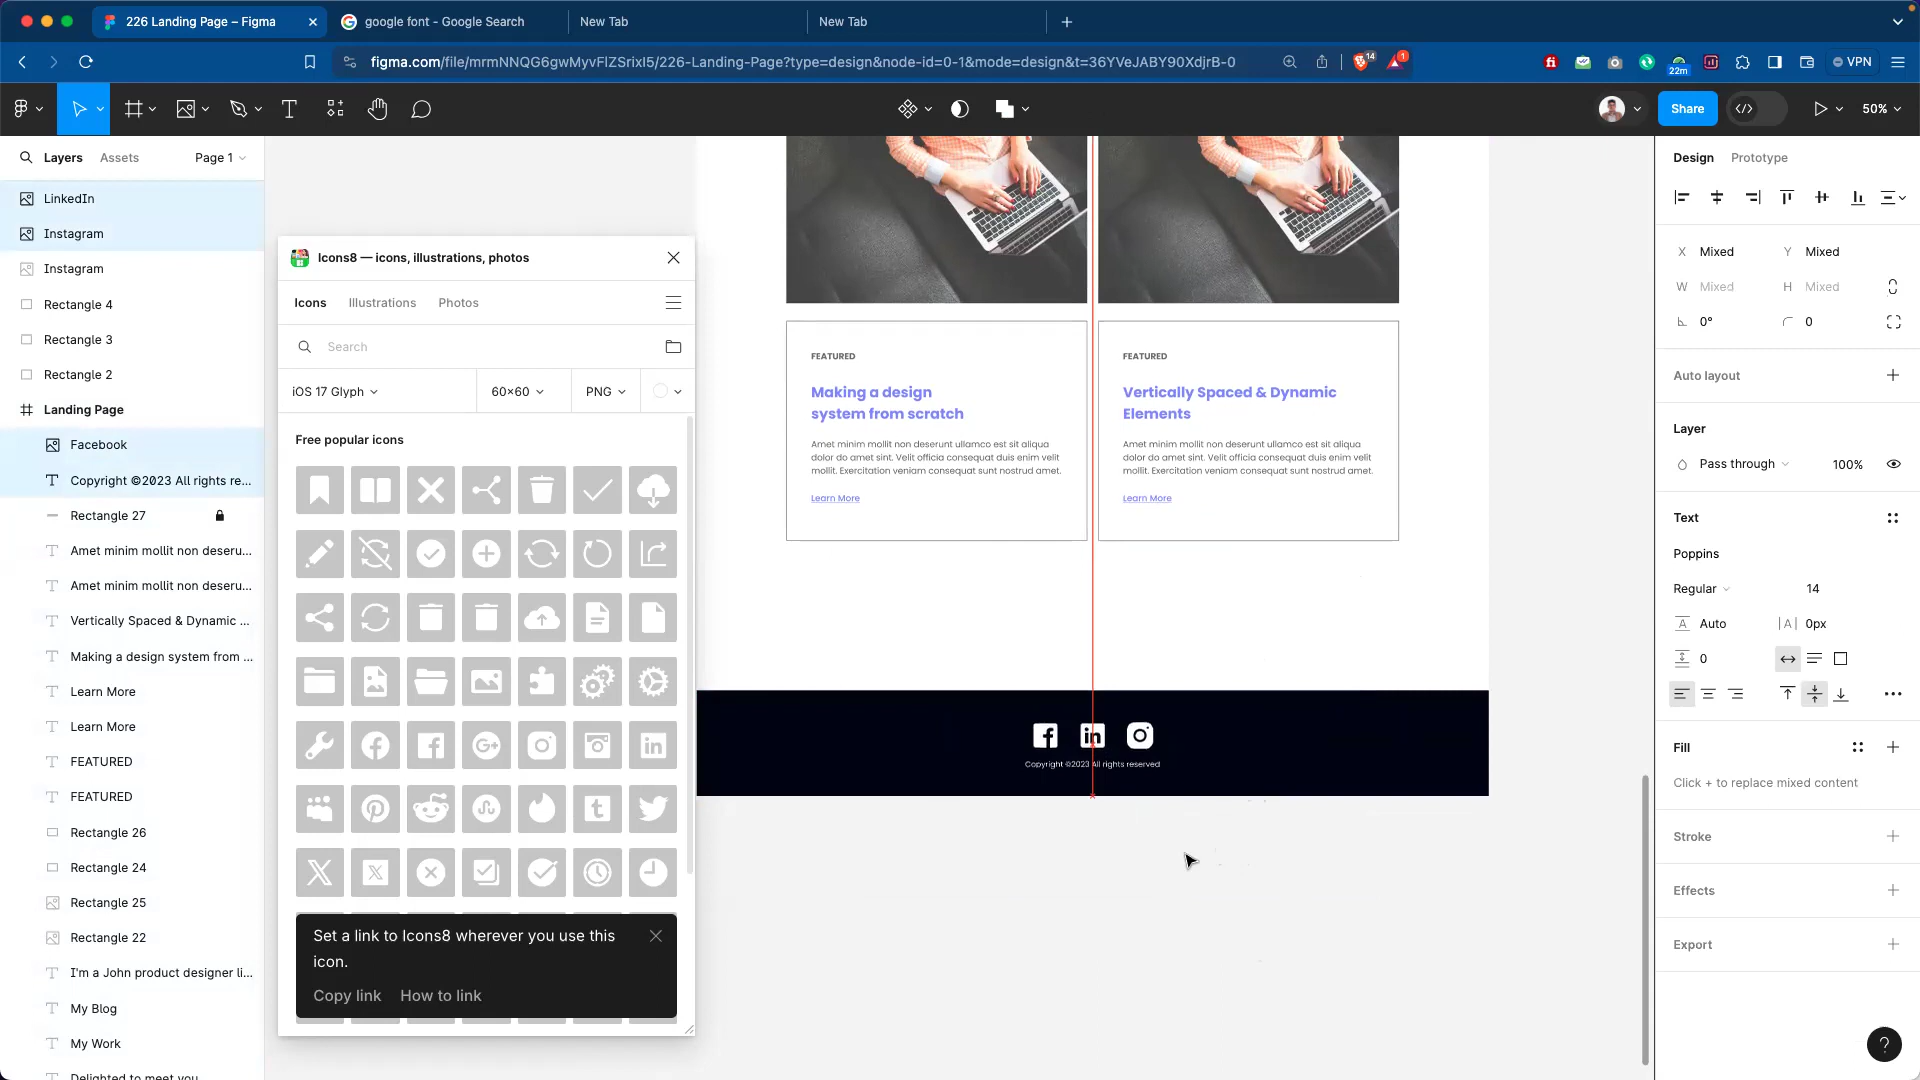 226 Landing Page – Figma
google font - Google Search
New Tab
New Tab
figma.com/file/mrmNNQG6gwMyvFlZSrixI5/226-Landing-Page?type=design&node-id=0-1&mode=design&t=36YVeJABY90XdjrB-0
14
1
22m
VPN
Share
50%
Layers
Assets
Page 1
LinkedIn
Instagram
Instagram
Rectangle 4
Rectangle 3
Rectangle 2
Landing Page
Facebook
Copyright ©2023 All rights re...
Rectangle 27
Amet minim mollit non deseru...
Amet minim mollit non deseru...
Vertically Spaced & Dynamic ...
Making a design system from ...
Learn More
Learn More
FEATURED
FEATURED
Rectangle 26
Rectangle 24
Rectangle 25
Rectangle 22
I'm a John product designer li...
My Blog
My Work
Delighted to meet you
Icons8 — icons, illustrations, photos
Icons
Illustrations
Photos
Search
iOS 17 Glyph
60×60
PNG
Free popular icons
Set a link to Icons8 wherever you use this
icon.
Copy link
How to link
FEATURED
Making a design
system from scratch
Amet minim mollit non deserunt ullamco est sit aliqua
dolor do amet sint. Velit officia consequat duis enim velit
mollit. Exercitation veniam consequat sunt nostrud amet.
Learn More
FEATURED
Vertically Spaced & Dynamic
Elements
Amet minim mollit non deserunt ullamco est sit aliqua
dolor do amet sint. Velit officia consequat duis enim velit
mollit. Exercitation veniam consequat sunt nostrud amet.
Learn More
Copyright ©2023 All rights reserved
Design
Prototype
X Mixed
Y Mixed
W Mixed
H Mixed
0°
0
Auto layout
Layer
Pass through
100%
Text
Poppins
Regular
14
Auto
0px
0
Fill
Click + to replace mixed content
Stroke
Effects
Export
?